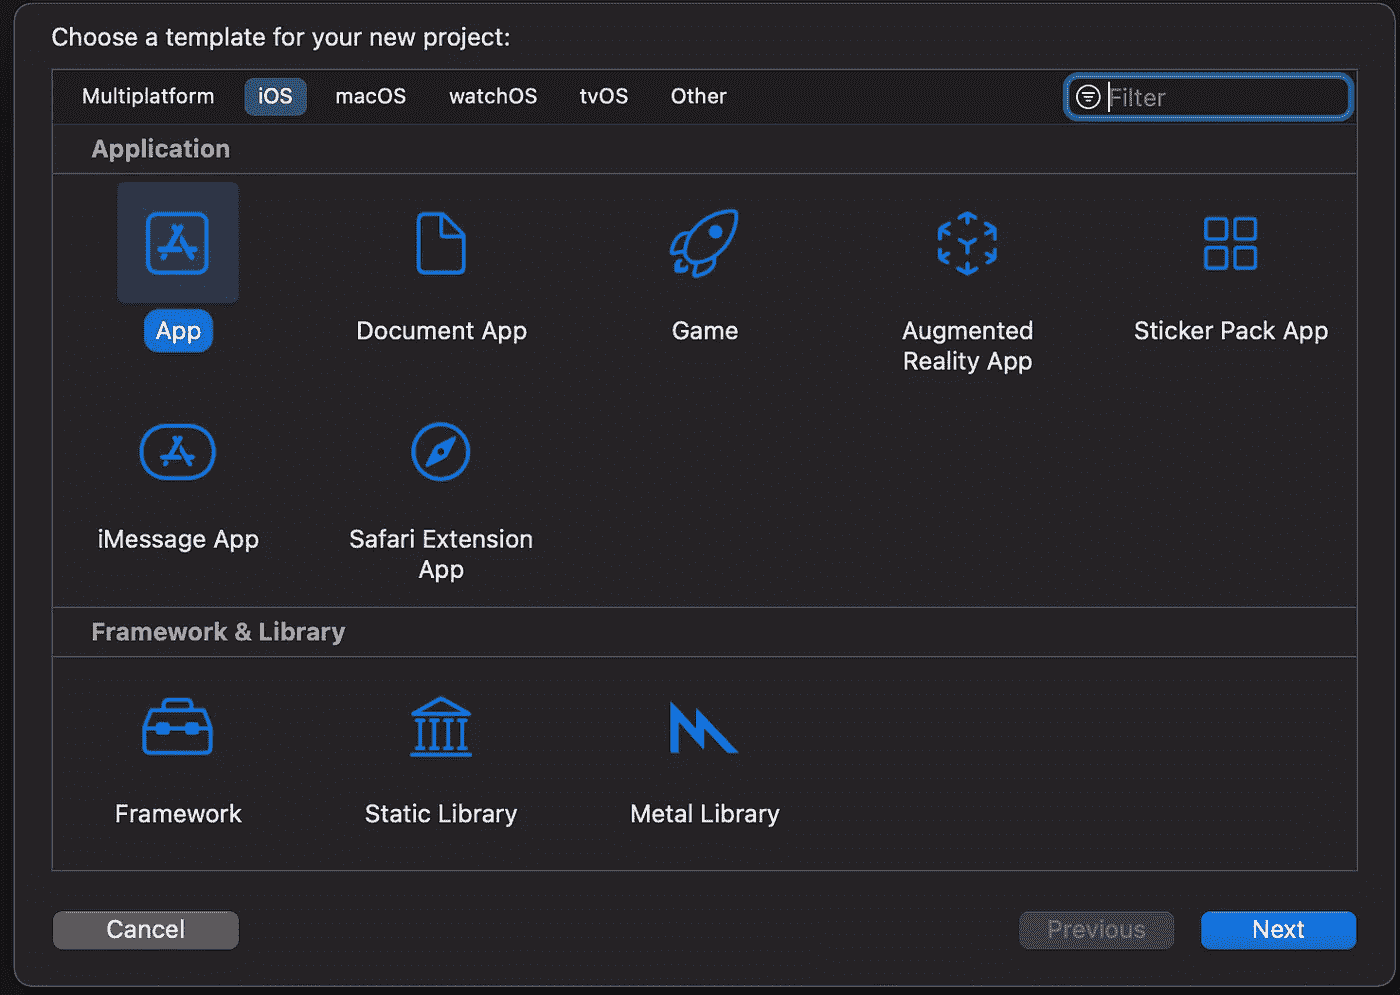 Choose a template for your new project:
Multiplatform iOS macOS watchOS tvOS Other Filter
Application
App Document App Game Augmented Reality App Sticker Pack App
iMessage App Safari Extension App
Framework & Library
Framework Static Library Metal Library
Cancel Previous Next